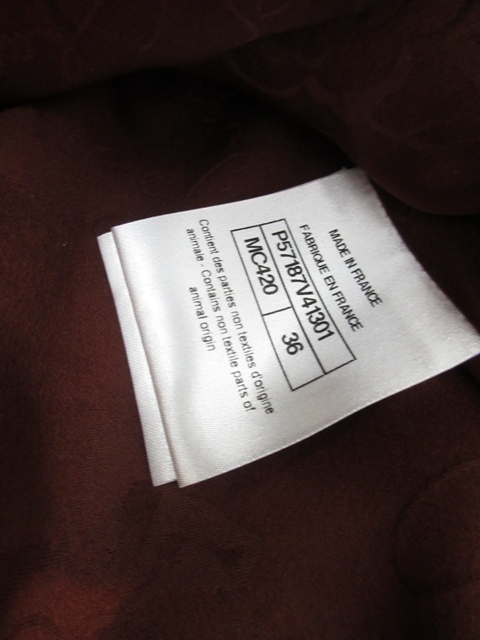 MADE IN FRANCE
FABRIQUE EN FRANCE
P57187V41301
MC420 36
Contient des parties non textiles d'origine
animale - Contains non textile parts of
animal origin